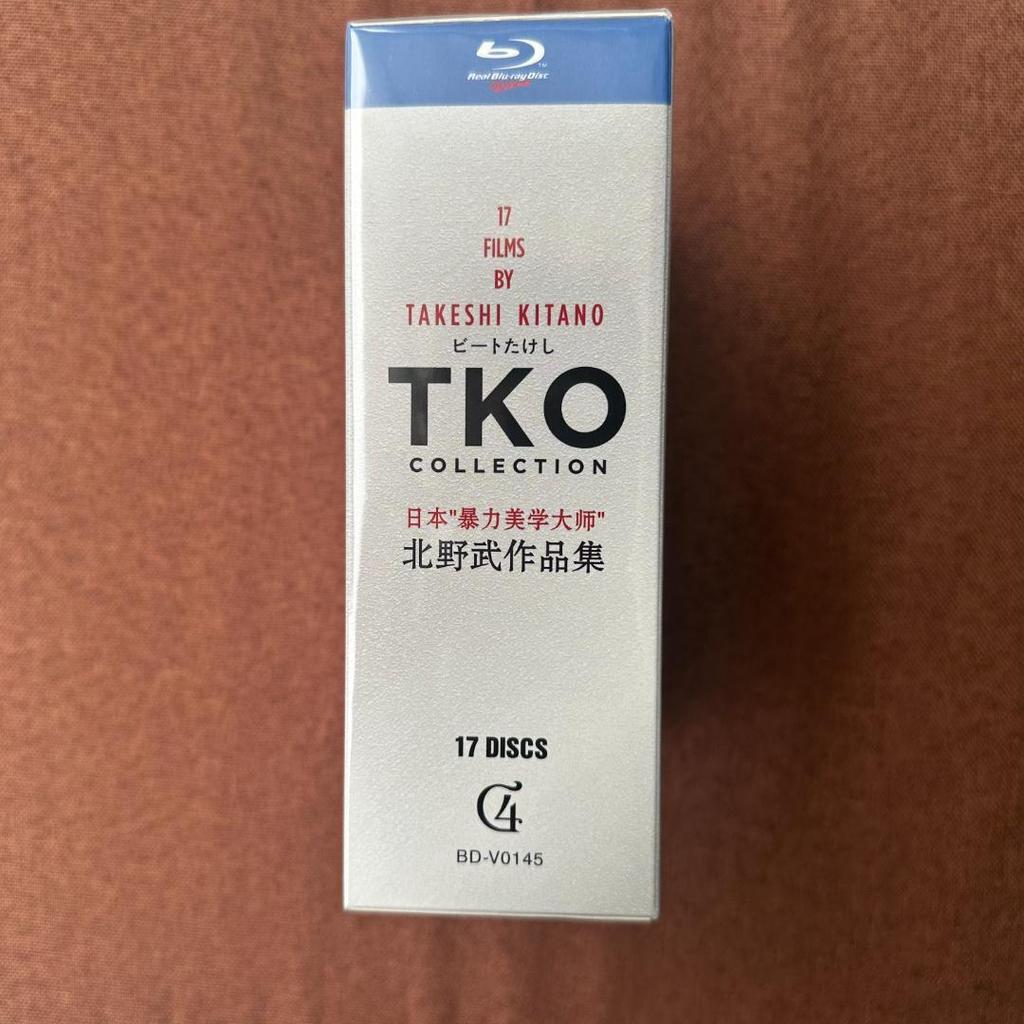 Real Blu-ray Disc
17
FILMS
BY
TAKESHI KITANO
ビートたけし
TKO
COLLECTION
日本"暴力美学大师"
北野武作品集
17 DISCS
C4
BD-V0145